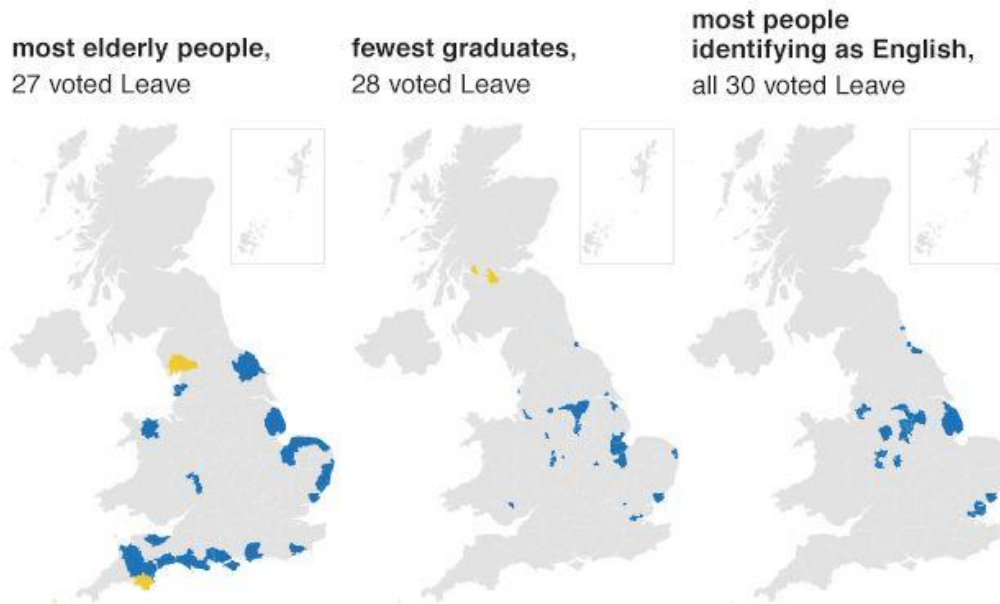 most elderly people,
27 voted Leave
fewest graduates,
28 voted Leave
most people
identifying as English,
all 30 voted Leave